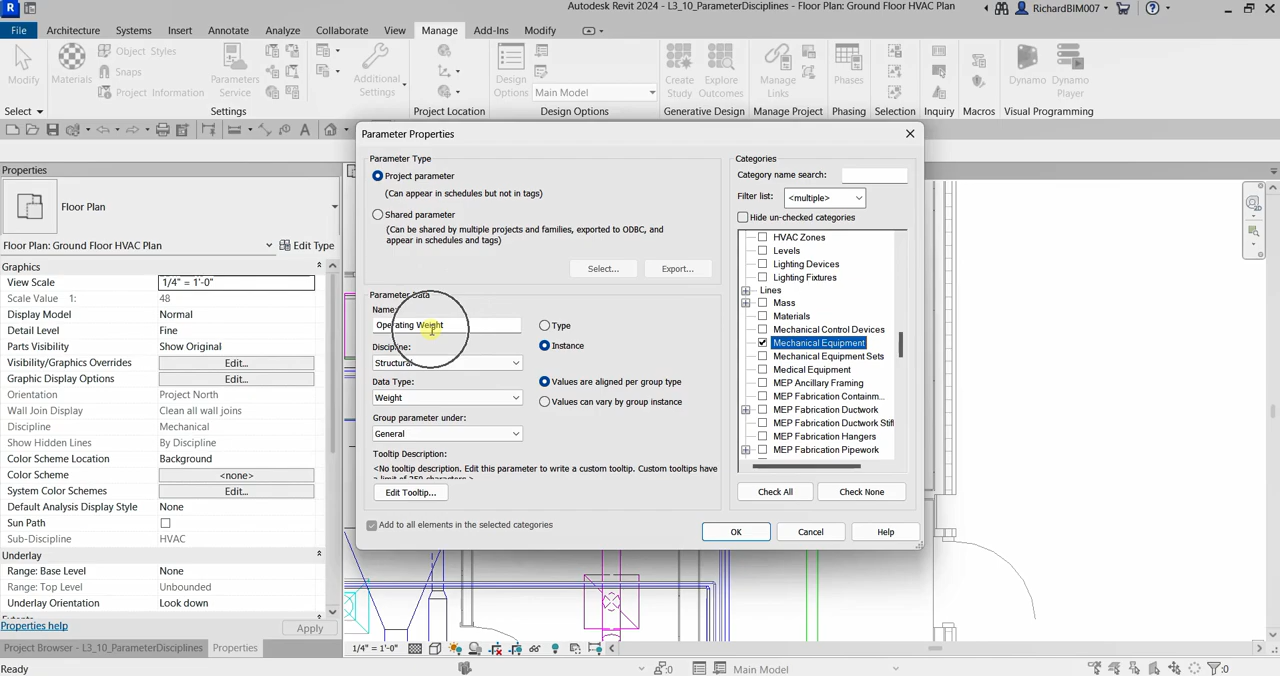 R
Autodesk Revit 2024 - L3_10_ParameterDisciplines - Floor Plan: Ground Floor HVAC Plan
RichardBIM007
File Architecture Systems Insert Annotate Analyze Collaborate View Manage Add-Ins Modify
Modify
Materials
Object Styles
Snaps
Project Information
Parameters
Service
Additional
Settings
Design
Options
Main Model
Create
Study
Explore
Outcomes
Manage
Links
Phases
Dynamo
Dynamo
Player
Select Settings Project Location Design Options Generative Design Manage Project Phasing Selection Inquiry Macros Visual Programming
Properties
Floor Plan
Floor Plan: Ground Floor HVAC Plan Edit Type
Graphics
View Scale 1/4" = 1'-0"
Scale Value 1: 48
Display Model Normal
Detail Level Fine
Parts Visibility Show Original
Visibility/Graphics Overrides Edit...
Graphic Display Options Edit...
Orientation Project North
Wall Join Display Clean all wall joins
Discipline Mechanical
Show Hidden Lines By Discipline
Color Scheme Location Background
Color Scheme <none>
System Color Schemes Edit...
Default Analysis Display Style None
Sun Path
Sub-Discipline HVAC
Underlay
Range: Base Level None
Range: Top Level Unbounded
Underlay Orientation Look down
Properties help Apply
Project Browser - L3_10_ParameterDisciplines Properties
Parameter Properties
Parameter Type
Project parameter
(Can appear in schedules but not in tags)
Shared parameter
(Can be shared by multiple projects and families, exported to ODBC, and
appear in schedules and tags)
Select... Export...
Parameter Data
Name:
Operating Weight
Type
Discipline:
Instance
Structural
Data Type:
Values are aligned per group type
Weight
Values can vary by group instance
Group parameter under:
General
Tooltip Description:
<No tooltip description. Edit this parameter to write a custom tooltip. Custom tooltips have
Edit Tooltip...
Add to all elements in the selected categories
Categories
Category name search:
Filter list: <multiple>
Hide un-checked categories
HVAC Zones
Levels
Lighting Devices
Lighting Fixtures
Lines
Mass
Materials
Mechanical Control Devices
Mechanical Equipment
Mechanical Equipment Sets
Medical Equipment
MEP Ancillary Framing
MEP Fabrication Containm..
MEP Fabrication Ductwork
MEP Fabrication Ductwork Stif
MEP Fabrication Hangers
MEP Fabrication Pipework
Check All Check None
OK Cancel Help
1/4" = 1'-0"
Ready
:0
Main Model
:0